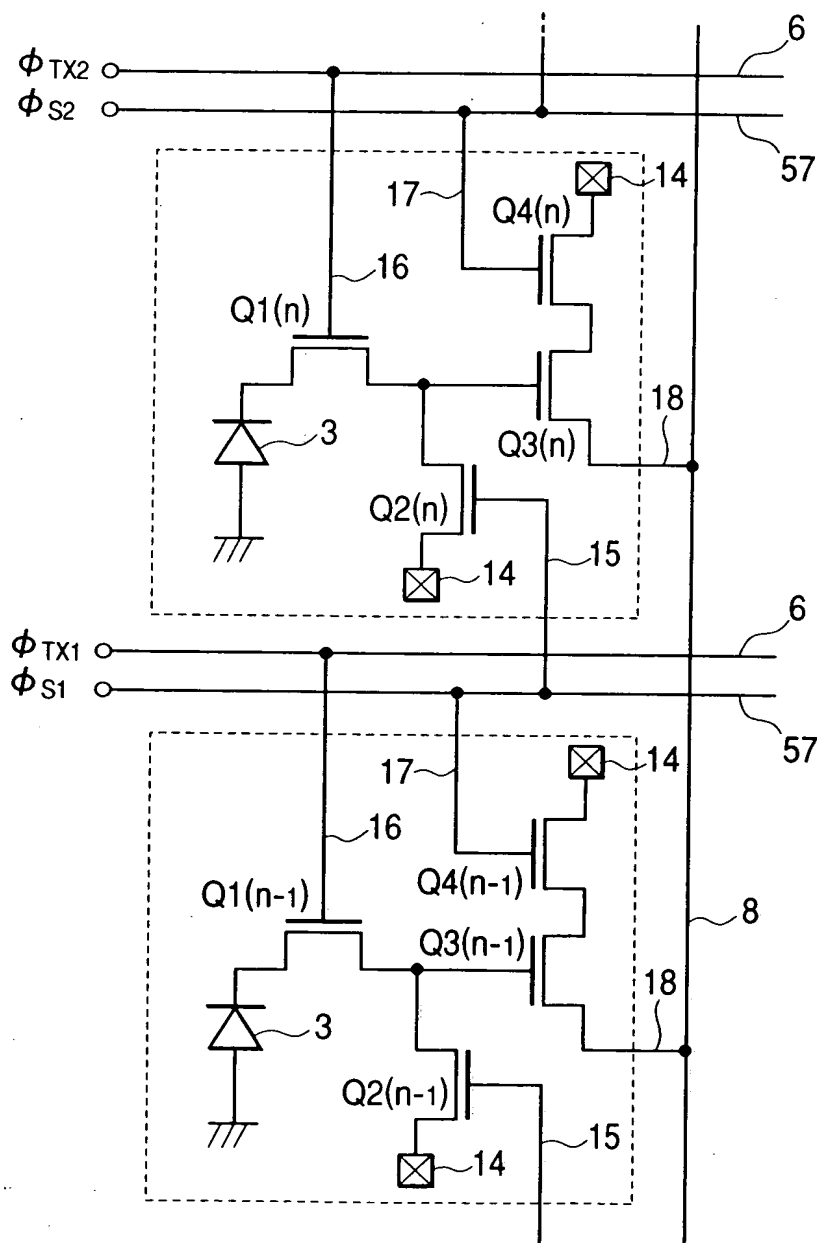 ΦTX2
6
ΦS2
57
14
17
Q4(n)
16
Q1(n)
3
18
Q3(n)
Q2(n)
14
15
6
ΦTX1
ΦS1
57
14
17
16
Q4(n-1)
Q1(n-1)
8
Q3(n-1)
18
3
Q2(n-1)
15
14